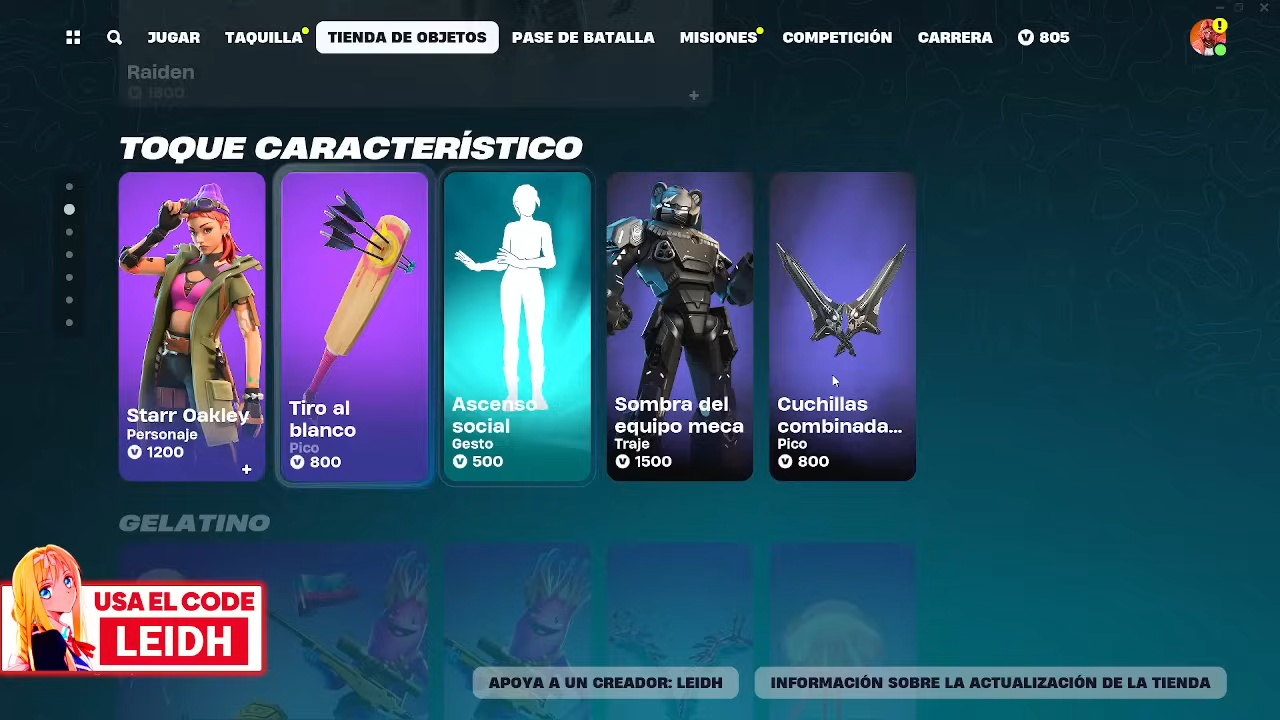 JUGAR
TAQUILLA
TIENDA DE OBJETOS
PASE DE BATALLA
MISIONES
COMPETICIÓN
CARRERA
805
Raiden
1800
TOQUE CARACTERÍSTICO
Starr Oakley
Personaje
1200
Tiro al
blanco
Pico
800
Ascenso
social
Gesto
500
Sombra del
equipo meca
Traje
1500
Cuchillas
combinada...
Pico
800
GELATINO
USA EL CODE
LEIDH
APOYA A UN CREADOR: LEIDH
INFORMACIÓN SOBRE LA ACTUALIZACIÓN DE LA TIENDA